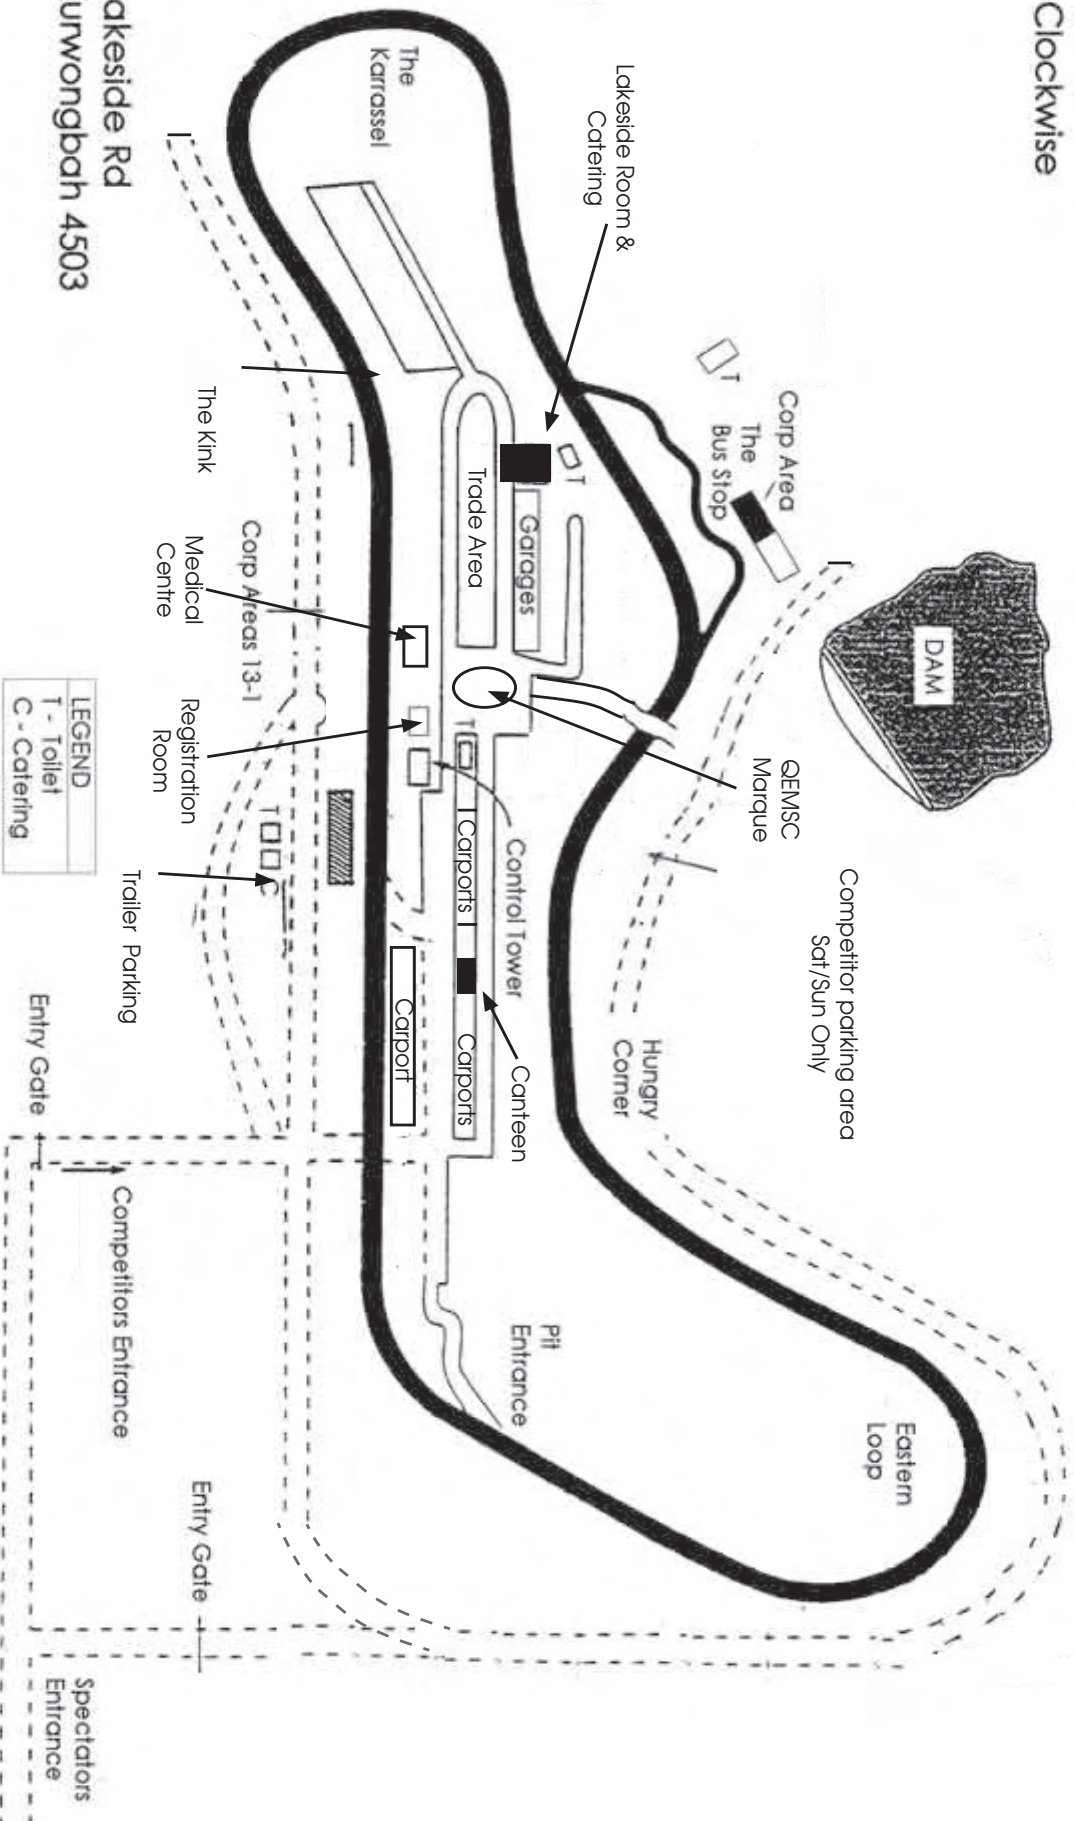 Clockwise
Lakeside Room &
Catering
The
Karrassel
akeside Rd
urwongbah 4503
T
Corp Area
The
Bus Stop
T
DAM
Garages
Trade Area
The Kink
Corp Areas 13-1
Medical
Centre
QEMSC
Marque
Registration
Room
T
T
Control Tower
Carports
Competitor parking area
Sat/Sun Only
C
LEGEND
T - Toilet
C - Catering
Trailer Parking
Carport
Canteen
Carports
Hungry
Corner
Entry Gate
Competitors Entrance
Pit
Entrance
Eastern
Loop
Entry Gate
Spectators
Entrance